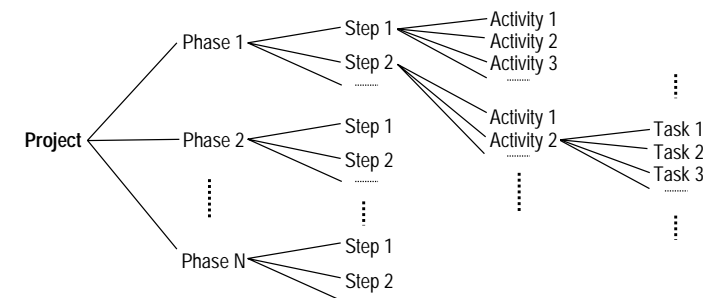 Project
Phase 1
Phase 2
Phase N
Step 1
Step 2
Step 1
Step 2
Step 1
Step 2
Activity 1
Activity 2
Activity 3
Activity 1
Activity 2
Task 1
Task 2
Task 3